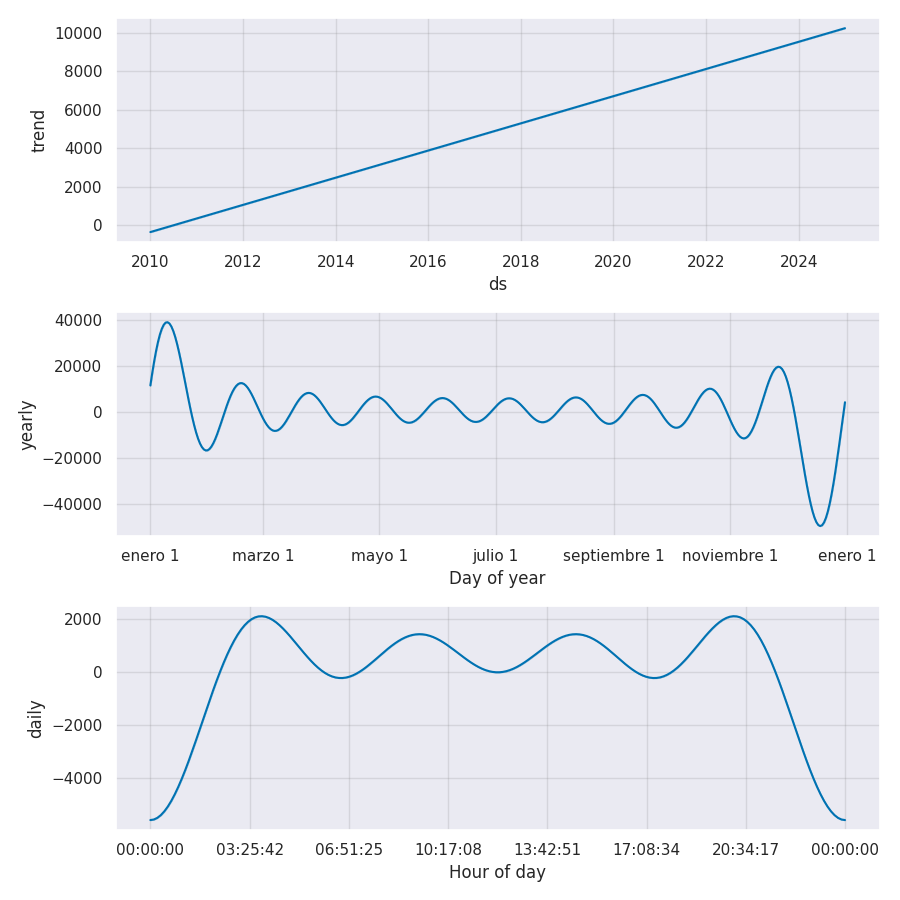 10000
8000
6000
4000
2000
0
trend
2010 2012 2014 2016 2018 2020 2022 2024
ds
40000
20000
0
−20000
−40000
yearly
enero 1 marzo 1 mayo 1 julio 1 septiembre 1 noviembre 1 enero 1
Day of year
2000
0
−2000
−4000
daily
00:00:00 03:25:42 06:51:25 10:17:08 13:42:51 17:08:34 20:34:17 00:00:00
Hour of day